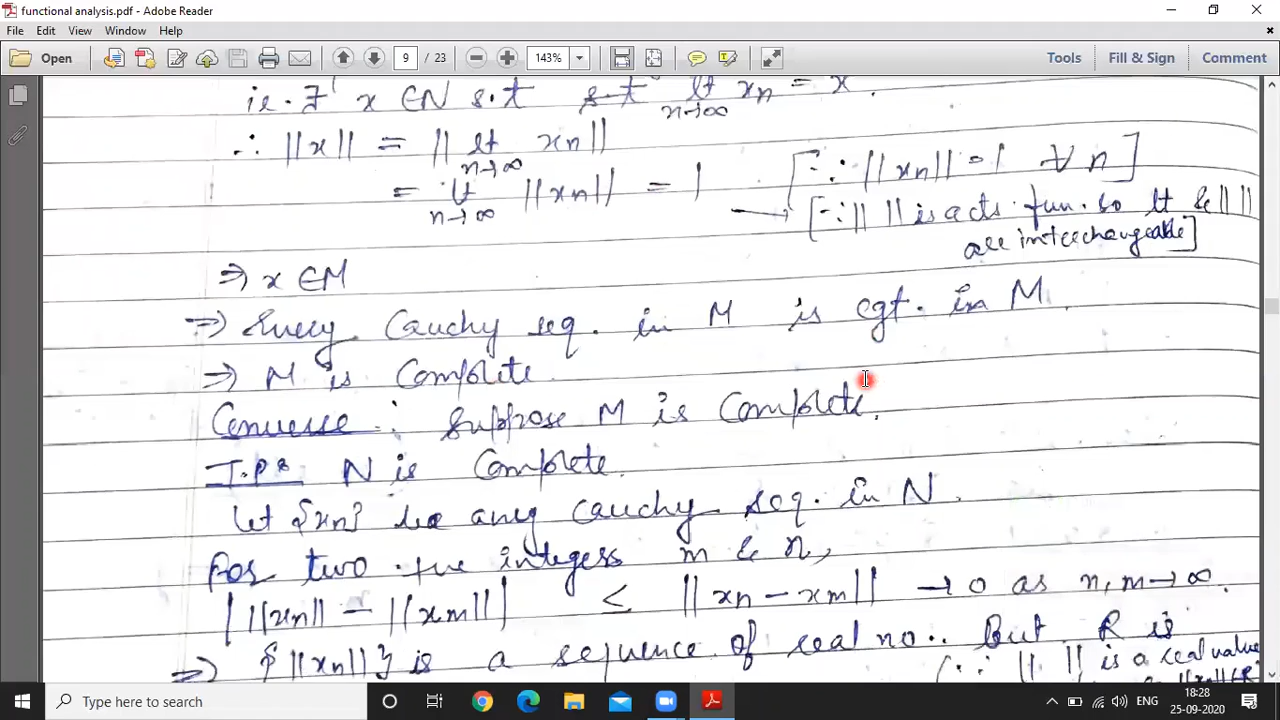 functional analysis.pdf - Adobe Reader
File Edit View Window Help
Open 9 / 23 143% Tools Fill & Sign Comment
ie. ∃ x ∈ N s.t s.t lt xn = x.
n→∞
∴ ||x|| = || lt xn ||
n→∞
= lt ||xn|| = 1 [∵ ||xn|| = 1 ∀ n]
n→∞
→ [∵ || || is a cts. fun. so lt & || ||
are interchangeable]
⇒ x ∈ M
⇒ Every Cauchy seq. in M is cgt. in M.
⇒ M is Complete.
Converse : Suppose M is Complete.
T.P: N is Complete.
Let {xn} be any Cauchy seq. in N.
For two +ve integers m & n,
| ||xn|| - ||xm|| | ≤ ||xn - xm|| → 0 as n, m → ∞.
⇒ {||xn||} is a sequence of real no.. But R is
(∵ || || is a real value
Type here to search
ENG
18:28
25-09-2020